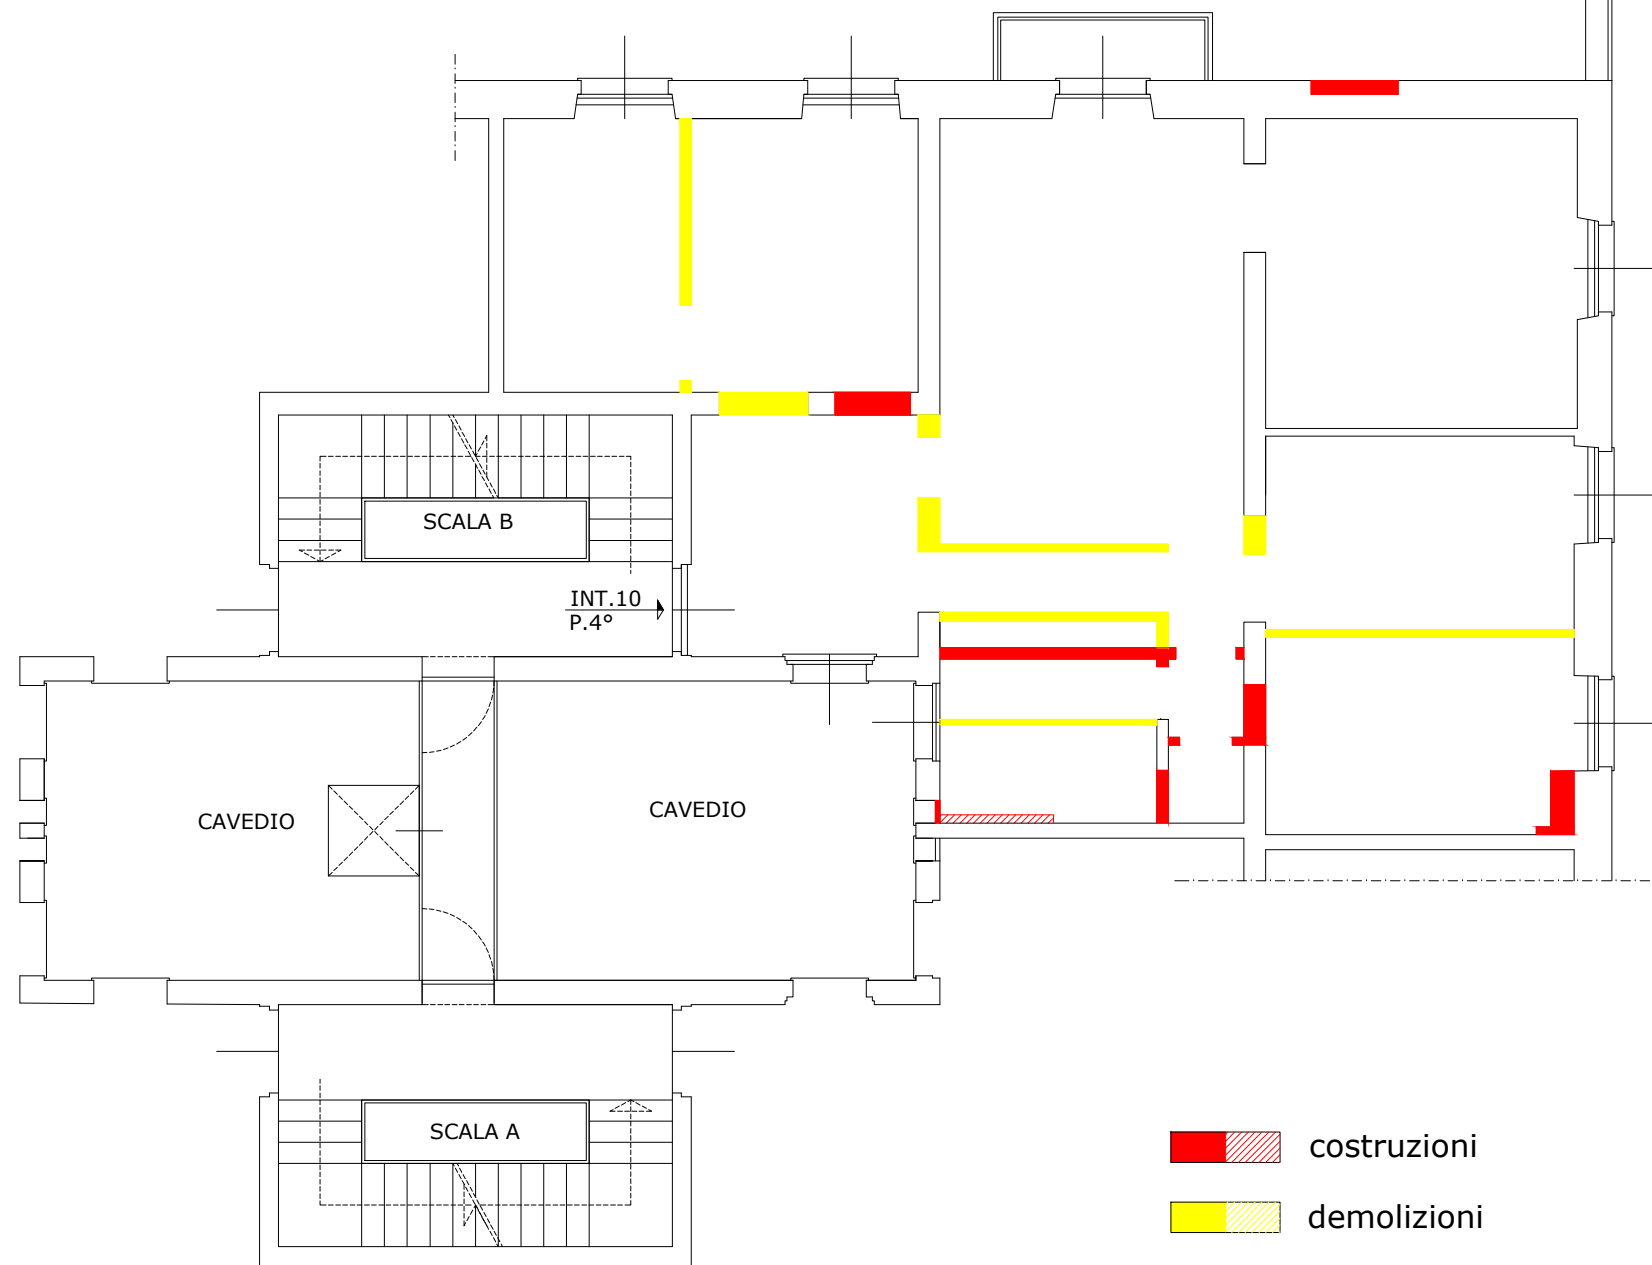 SCALA B
INT.10
P.4°
CAVEDIO
CAVEDIO
SCALA A
costruzioni
demolizioni